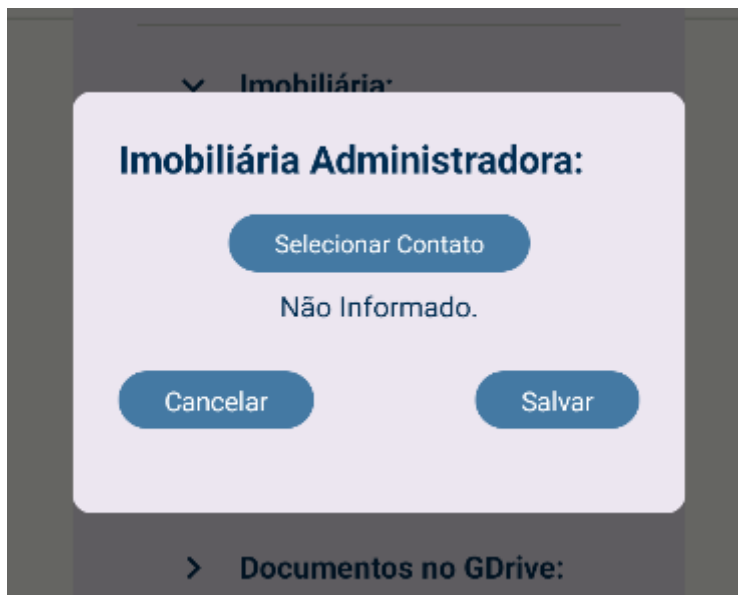 Imobiliária:
Imobiliária Administradora:
Selecionar Contato
Não Informado.
Cancelar
Salvar
Documentos no GDrive: